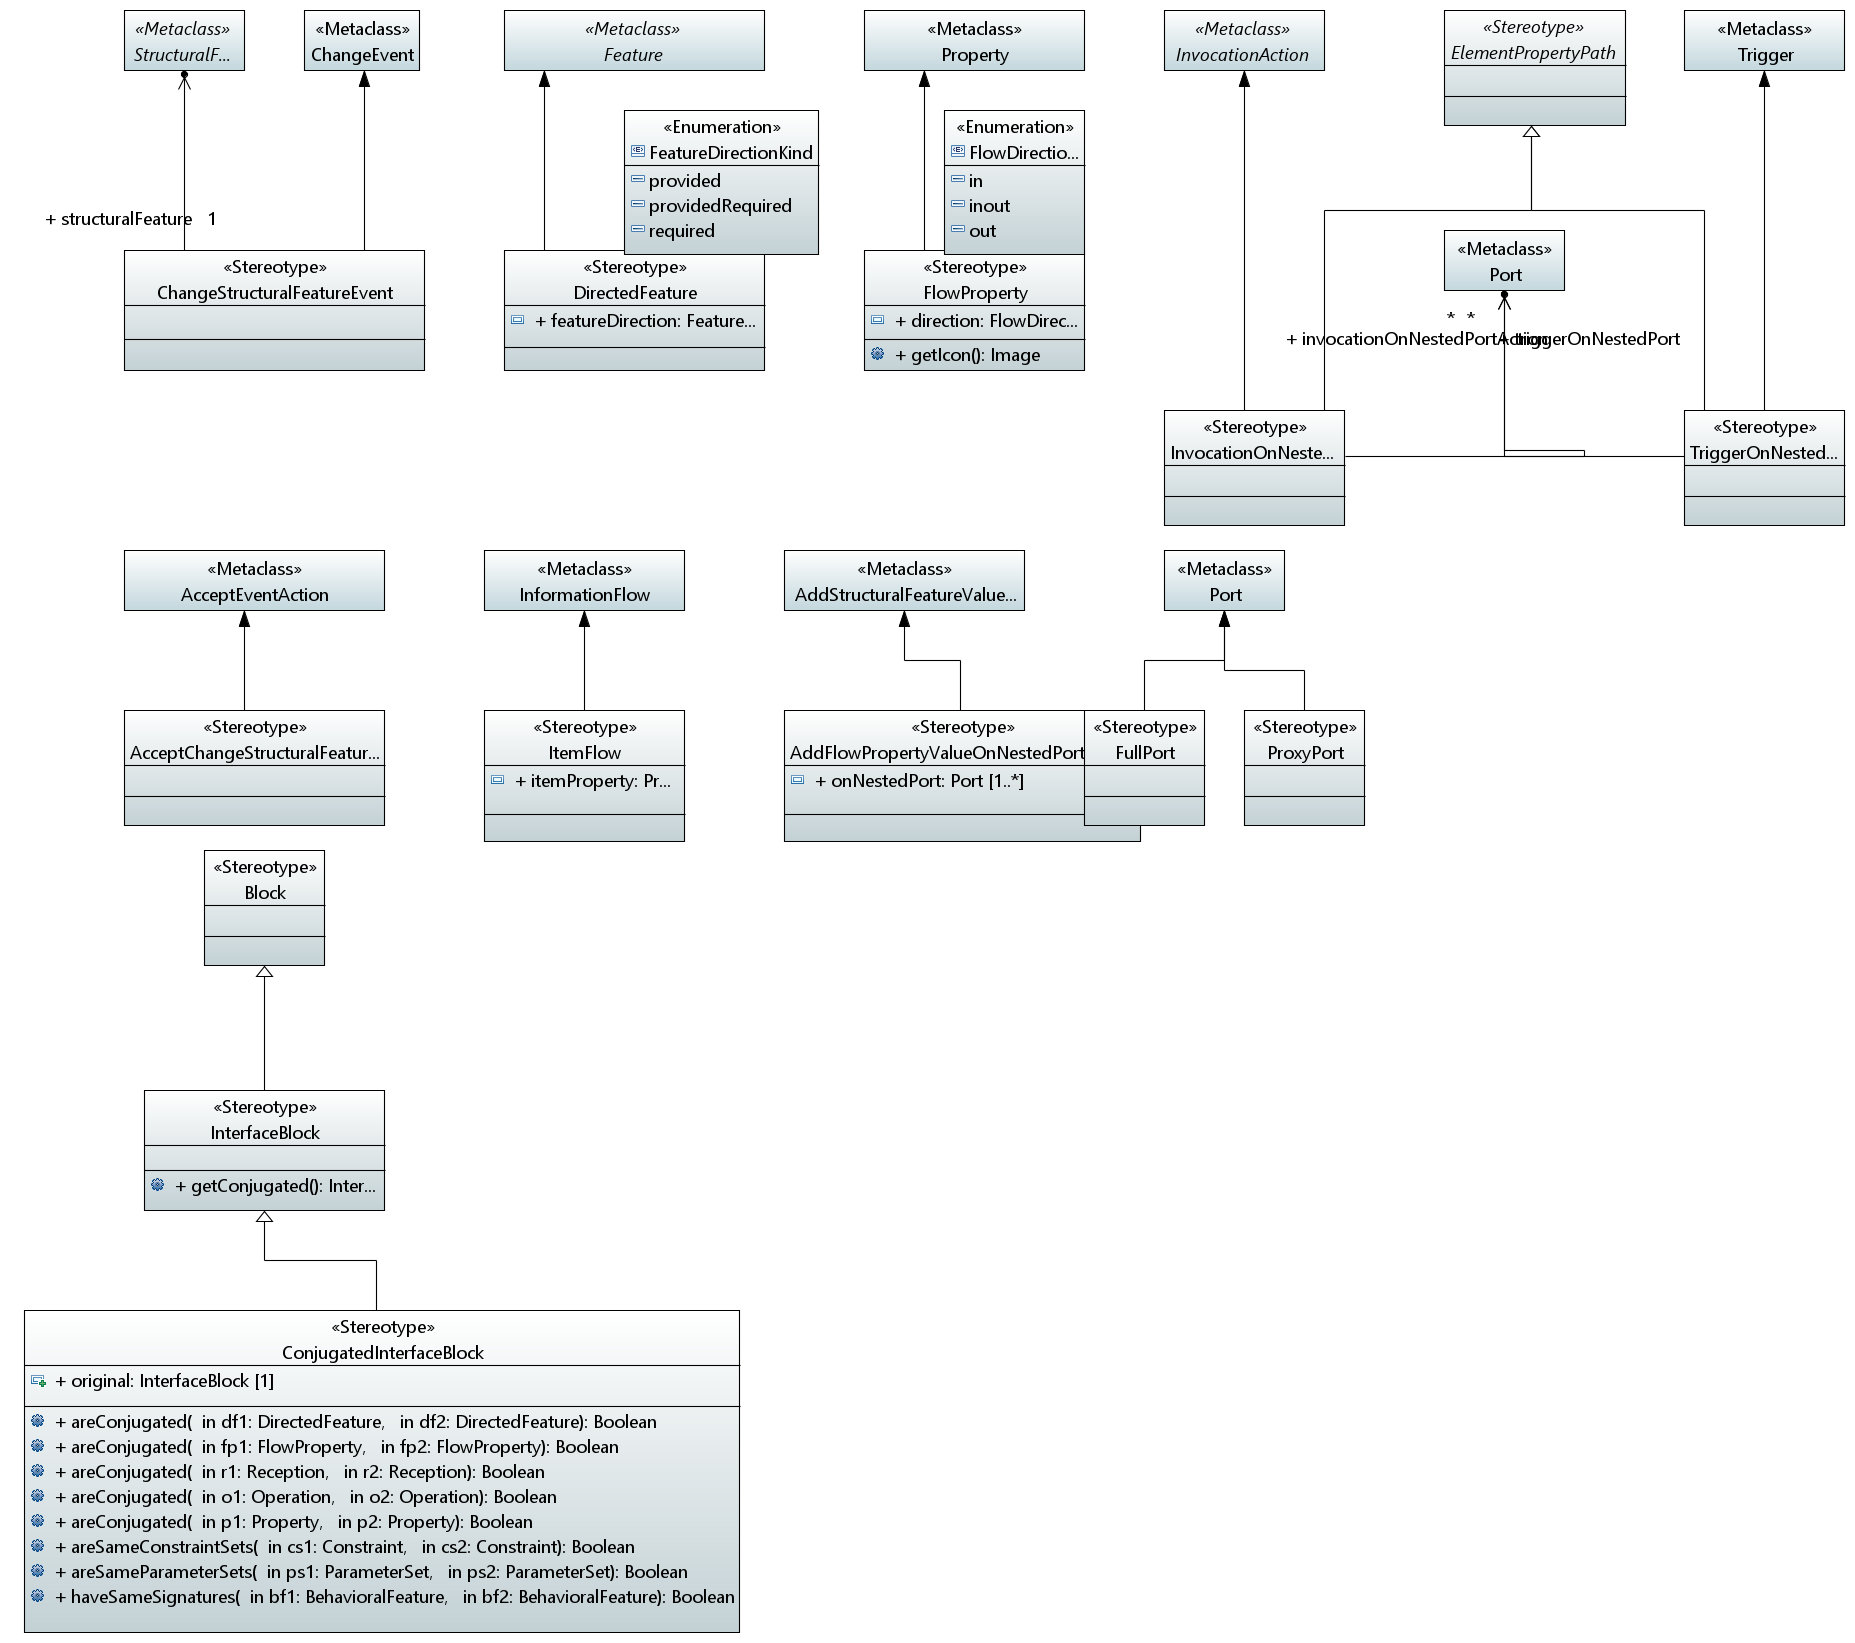 «Metaclass»
StructuralF...
«Metaclass»
ChangeEvent
«Metaclass»
Feature
«Metaclass»
Property
«Metaclass»
InvocationAction
«Stereotype»
ElementPropertyPath
«Metaclass»
Trigger
«Enumeration»
FeatureDirectionKind
provided
providedRequired
required
«Enumeration»
FlowDirectio...
in
inout
out
+ structuralFeature 1
«Stereotype»
ChangeStructuralFeatureEvent
«Stereotype»
DirectedFeature
+ featureDirection: Feature...
«Stereotype»
FlowProperty
+ direction: FlowDirec...
+ getIcon(): Image
«Metaclass»
Port
* *
+ invocationOnNestedPortAction
+ triggerOnNestedPort
«Stereotype»
InvocationOnNeste...
«Stereotype»
TriggerOnNested...
«Metaclass»
AcceptEventAction
«Metaclass»
InformationFlow
«Metaclass»
AddStructuralFeatureValue...
«Metaclass»
Port
«Stereotype»
AcceptChangeStructuralFeatur...
«Stereotype»
ItemFlow
+ itemProperty: Pr...
«Stereotype»
AddFlowPropertyValueOnNestedPort
+ onNestedPort: Port [1..*]
«Stereotype»
FullPort
«Stereotype»
ProxyPort
«Stereotype»
Block
«Stereotype»
InterfaceBlock
+ getConjugated(): Inter...
«Stereotype»
ConjugatedInterfaceBlock
+ original: InterfaceBlock [1]
+ areConjugated( in df1: DirectedFeature, in df2: DirectedFeature): Boolean
+ areConjugated( in fp1: FlowProperty, in fp2: FlowProperty): Boolean
+ areConjugated( in r1: Reception, in r2: Reception): Boolean
+ areConjugated( in o1: Operation, in o2: Operation): Boolean
+ areConjugated( in p1: Property, in p2: Property): Boolean
+ areSameConstraintSets( in cs1: Constraint, in cs2: Constraint): Boolean
+ areSameParameterSets( in ps1: ParameterSet, in ps2: ParameterSet): Boolean
+ haveSameSignatures( in bf1: BehavioralFeature, in bf2: BehavioralFeature): Boolean